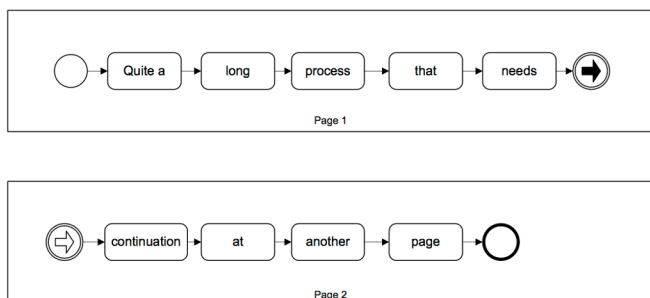 Quite a long process that needs
Page 1
continuation at another page
Page 2